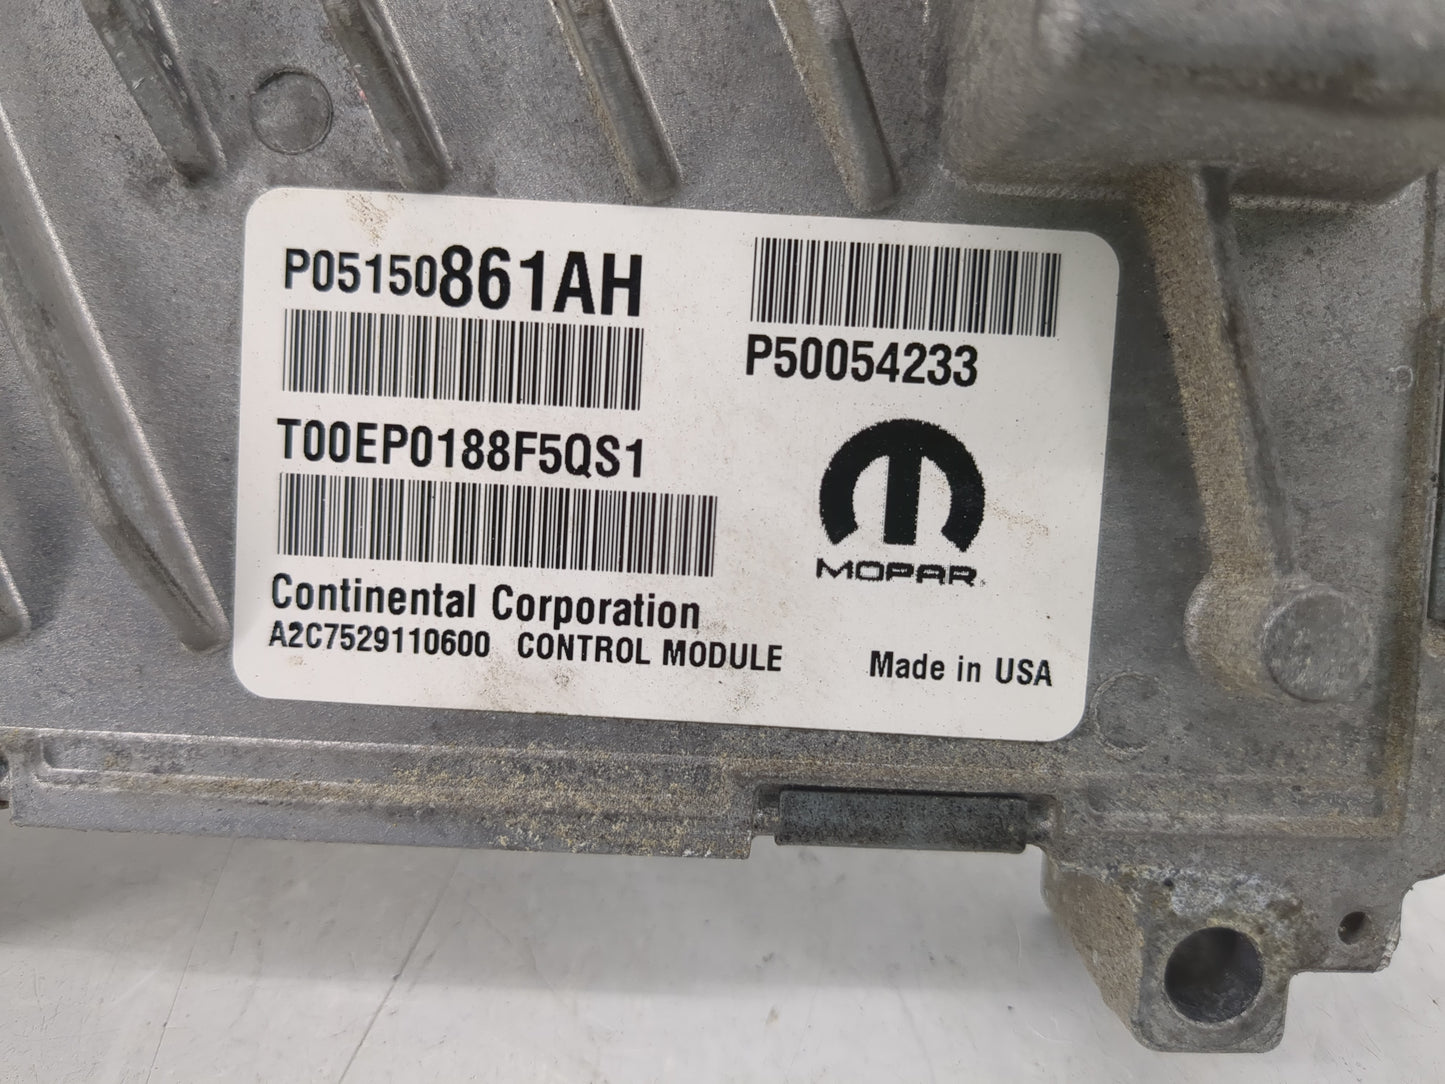 P05150861AH
P50054233
T00EP0188F5QS1
MOPAR
Continental Corporation
A2C7529110600 CONTROL MODULE
Made in USA